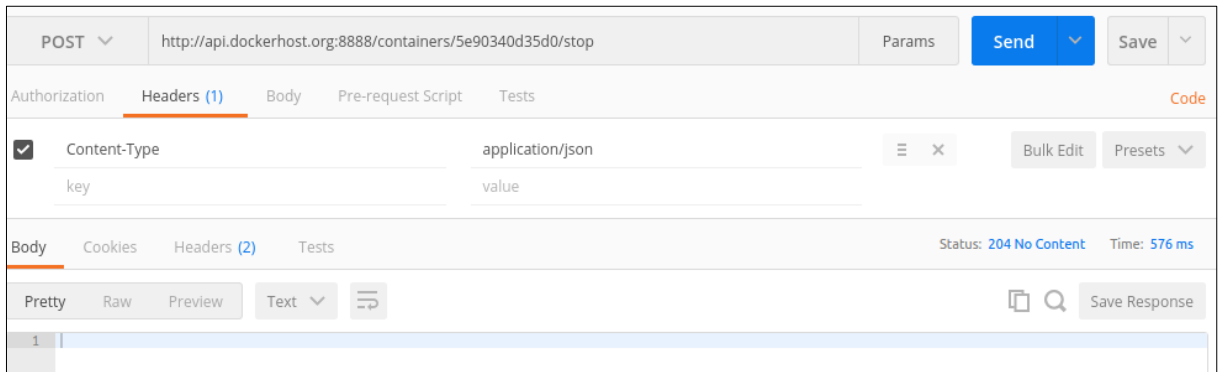 POST http://api.dockerhost.org:8888/containers/5e90340d35d0/stop Params Send Save
Authorization Headers (1) Body Pre-request Script Tests Code
Content-Type application/json Bulk Edit Presets
key value
Body Cookies Headers (2) Tests Status: 204 No Content Time: 576 ms
Pretty Raw Preview Text Save Response
1